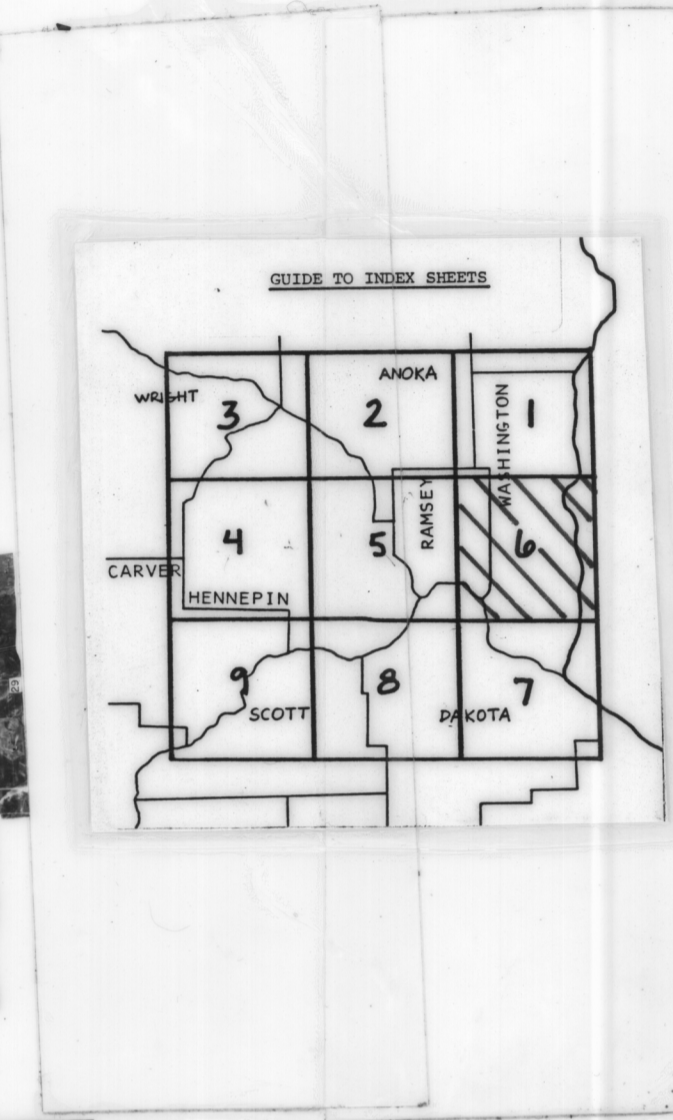 GUIDE TO INDEX SHEETS
ANOKA
WRIGHT
3
2
WASHINGTON
1
RAMSEY
4
5
6
CARVER
HENNEPIN
9
8
7
SCOTT
DAKOTA
29